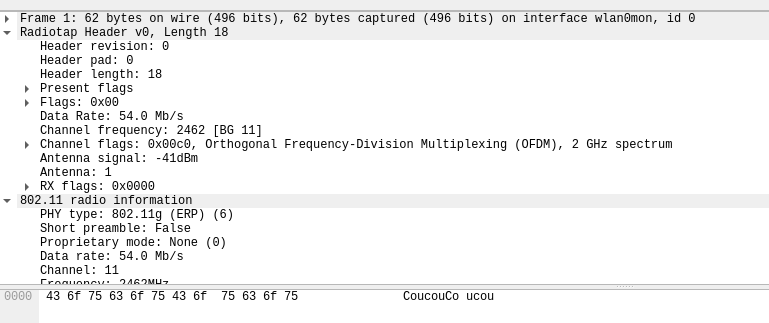 Frame 1: 62 bytes on wire (496 bits), 62 bytes captured (496 bits) on interface wlan0mon, id 0
Radiotap Header v0, Length 18
Header revision: 0
Header pad: 0
Header length: 18
Present flags
Flags: 0x00
Data Rate: 54.0 Mb/s
Channel frequency: 2462 [BG 11]
Channel flags: 0x00c0, Orthogonal Frequency-Division Multiplexing (OFDM), 2 GHz spectrum
Antenna signal: -41dBm
Antenna: 1
RX flags: 0x0000
802.11 radio information
PHY type: 802.11g (ERP) (6)
Short preamble: False
Proprietary mode: None (0)
Data rate: 54.0 Mb/s
Channel: 11
Frequency: 2462MHz
0000 43 6f 75 63 6f 75 43 6f 75 63 6f 75 CoucouCo ucou